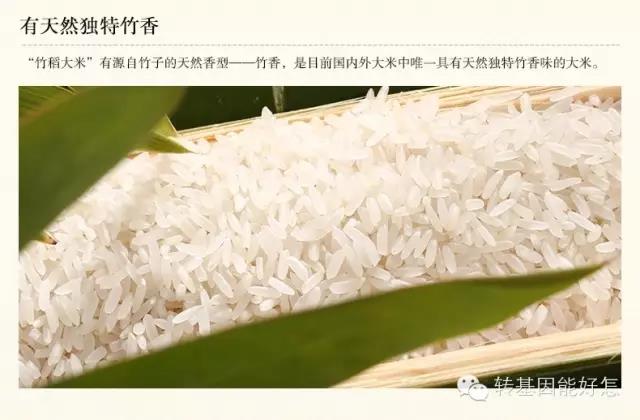 有天然独特竹香
“竹稻大米”有源自竹子的天然香型——竹香，是目前国内外大米中唯一具有天然独特竹香味的大米。
转基因能好怎